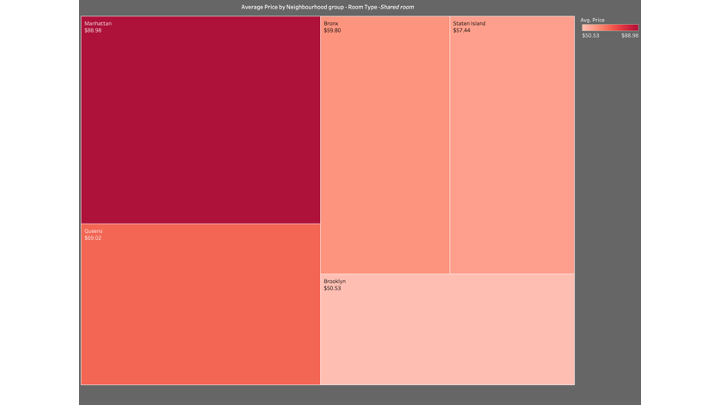 Average Price by Neighbourhood group - Room Type -Shared room
Manhattan
$88.98
Bronx
$59.80
Staten Island
$57.44
Avg. Price
$50.53 $88.98
Queens
$69.02
Brooklyn
$50.53